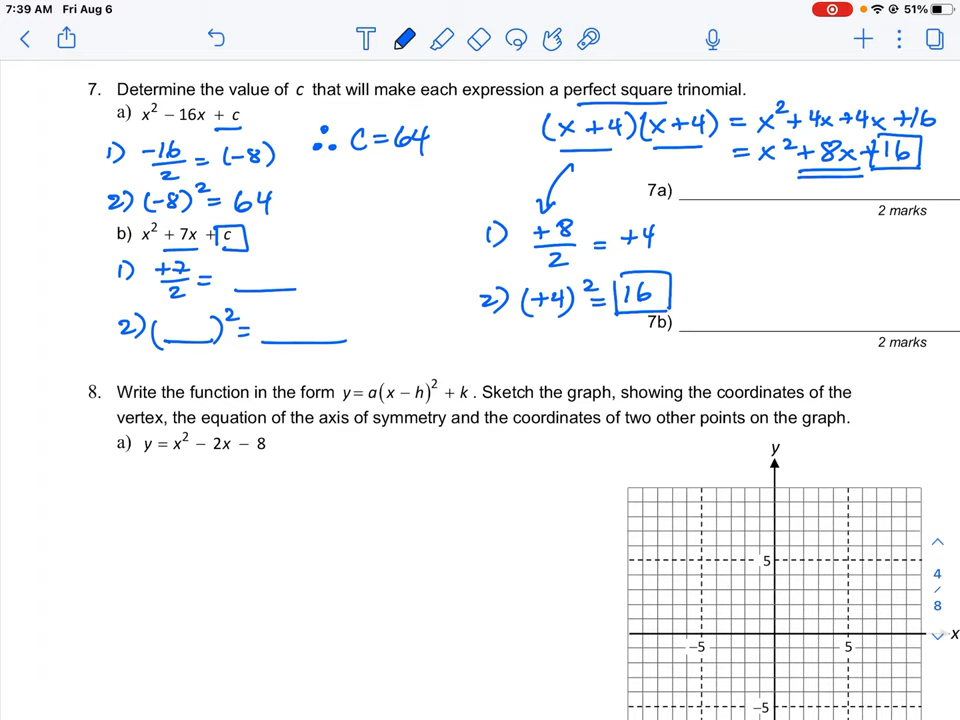 7:39 AM Fri Aug 6
51%
7. Determine the value of c that will make each expression a perfect square trinomial.
a) x² – 16x + c
1) -16/2 = (-8)
∴ C = 64
2) (-8)² = 64
(x +4)(x+4) = x² + 4x + 4x + 16
= x² + 8x + 16
7a) ____________
2 marks
b) x² + 7x + c
1) +7/2 = ____
2) (____)² = ____
1) +8/2 = +4
2) (+4)² = 16
7b) ____________
2 marks
8. Write the function in the form y = a(x – h)² + k . Sketch the graph, showing the coordinates of the
vertex, the equation of the axis of symmetry and the coordinates of two other points on the graph.
a) y = x² – 2x – 8
y
5
–5
5
x
–5
4
/
8